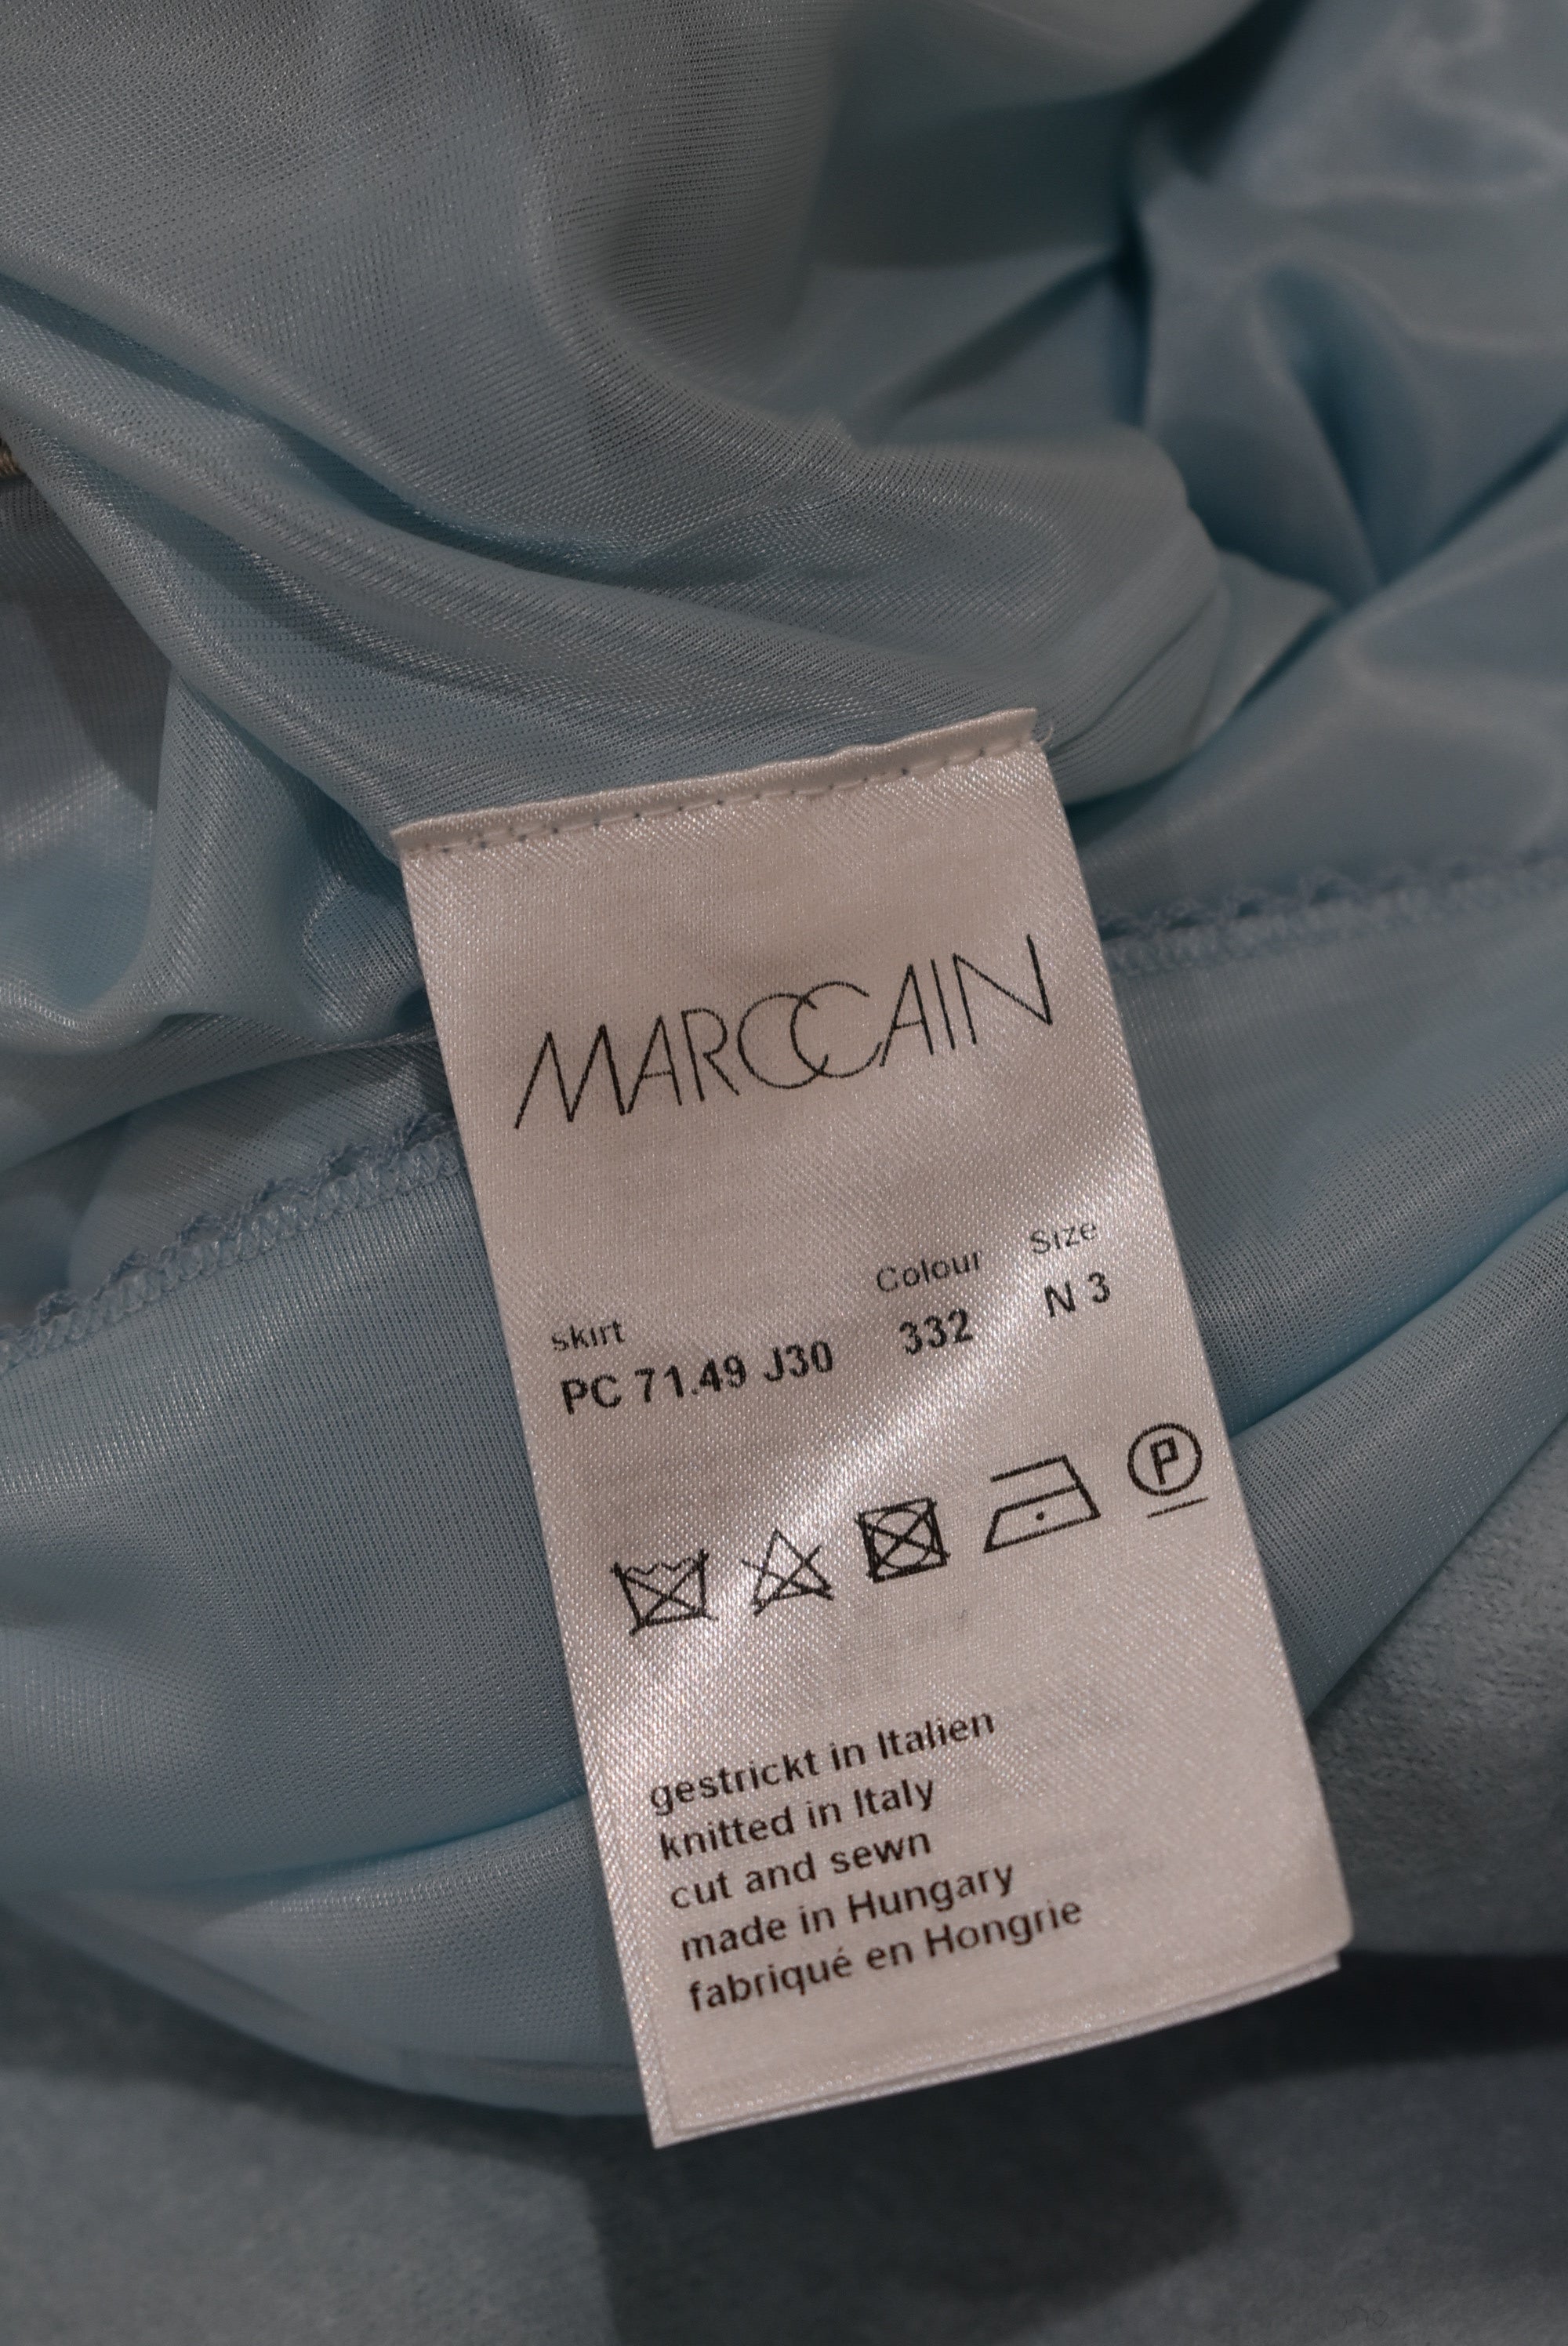 MARCCAIN
skirt Colour Size
PC 71.49 J30 332 N 3
P
gestrickt in Italien
knitted in Italy
cut and sewn
made in Hungary
fabriqué en Hongrie